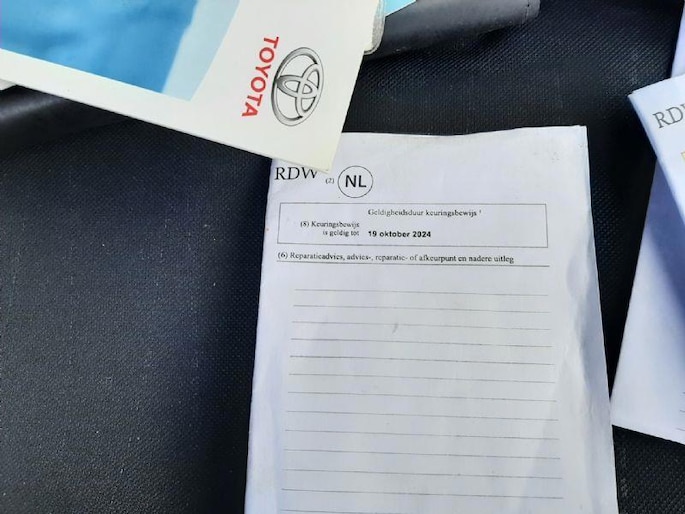 TOYOTA
RDW (2) NL
Geldigheidsduur keuringsbewijs ¹
(8) Keuringsbewijs
is geldig tot 19 oktober 2024
(6) Reparatieadvies, advies-, reparatie- of afkeurpunt en nadere uitleg
RDW